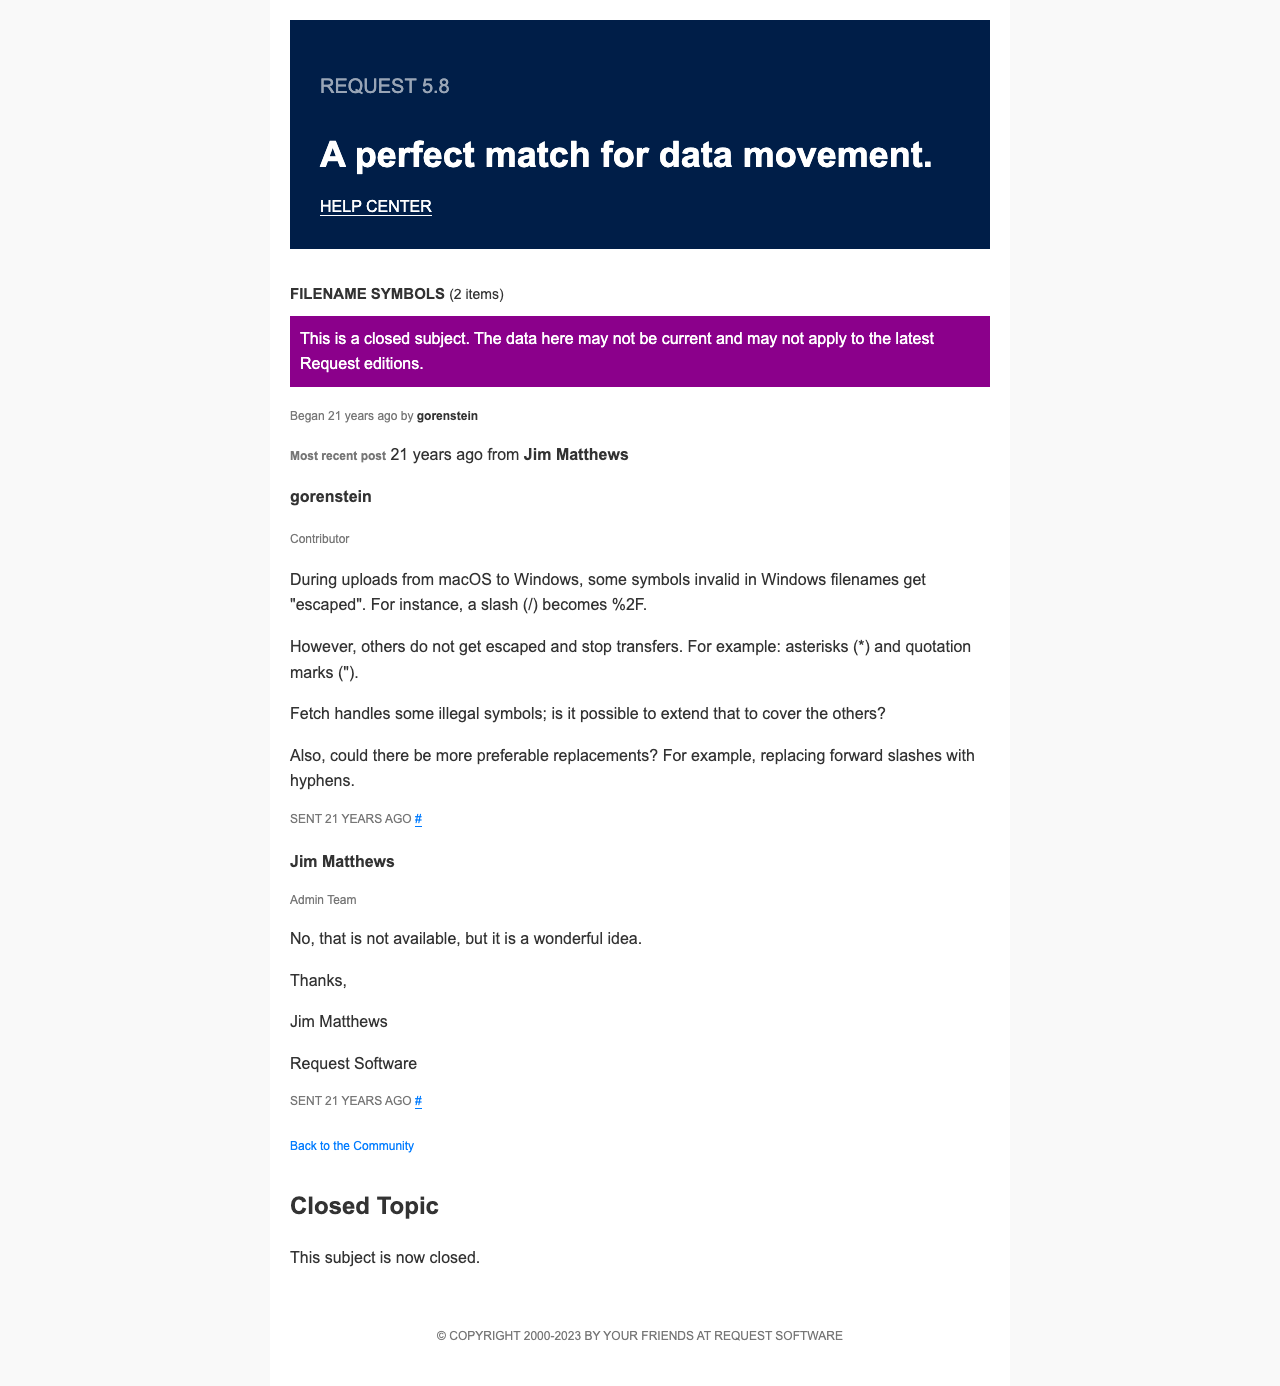 REQUEST 5.8
A perfect match for data movement.
HELP CENTER
FILENAME SYMBOLS (2 items)
This is a closed subject. The data here may not be current and may not apply to the latest
Request editions.
Began 21 years ago by gorenstein
Most recent post 21 years ago from Jim Matthews
gorenstein
Contributor
During uploads from macOS to Windows, some symbols invalid in Windows filenames get
"escaped". For instance, a slash (/) becomes %2F.
However, others do not get escaped and stop transfers. For example: asterisks (*) and quotation
marks (").
Fetch handles some illegal symbols; is it possible to extend that to cover the others?
Also, could there be more preferable replacements? For example, replacing forward slashes with
hyphens.
SENT 21 YEARS AGO #
Jim Matthews
Admin Team
No, that is not available, but it is a wonderful idea.
Thanks,
Jim Matthews
Request Software
SENT 21 YEARS AGO #
Back to the Community
Closed Topic
This subject is now closed.
© COPYRIGHT 2000-2023 BY YOUR FRIENDS AT REQUEST SOFTWARE